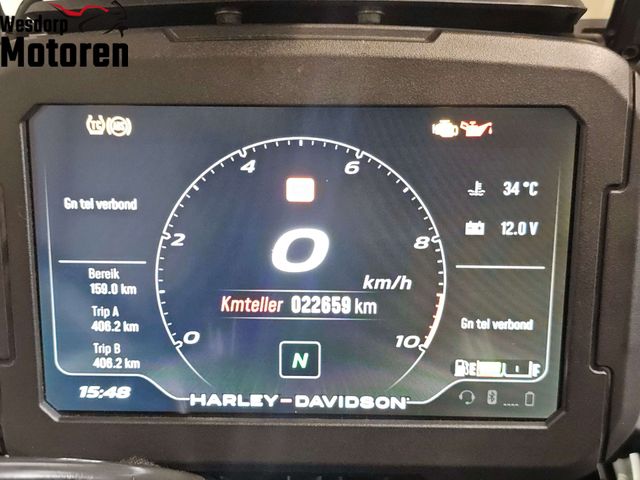 Wesdorp
Motoren
TC ABC
4 6
34 °C
Gn tel verbond
0
2 8
12.0 V
km/h
Bereik
159.0 km
Kmteller 022659 km
Trip A
406.2 km
Gn tel verbond
0 10
Trip B
406.2 km
N
E F
15:48
HARLEY-DAVIDSON